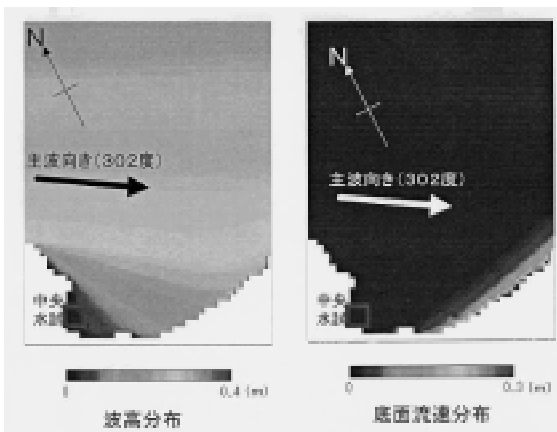 N
主波向き(302度)
中央
水試
0 0.4 (m)
波高分布
N
主波向き(302度)
中央
水試
0 0.3 (m)
底面流速分布